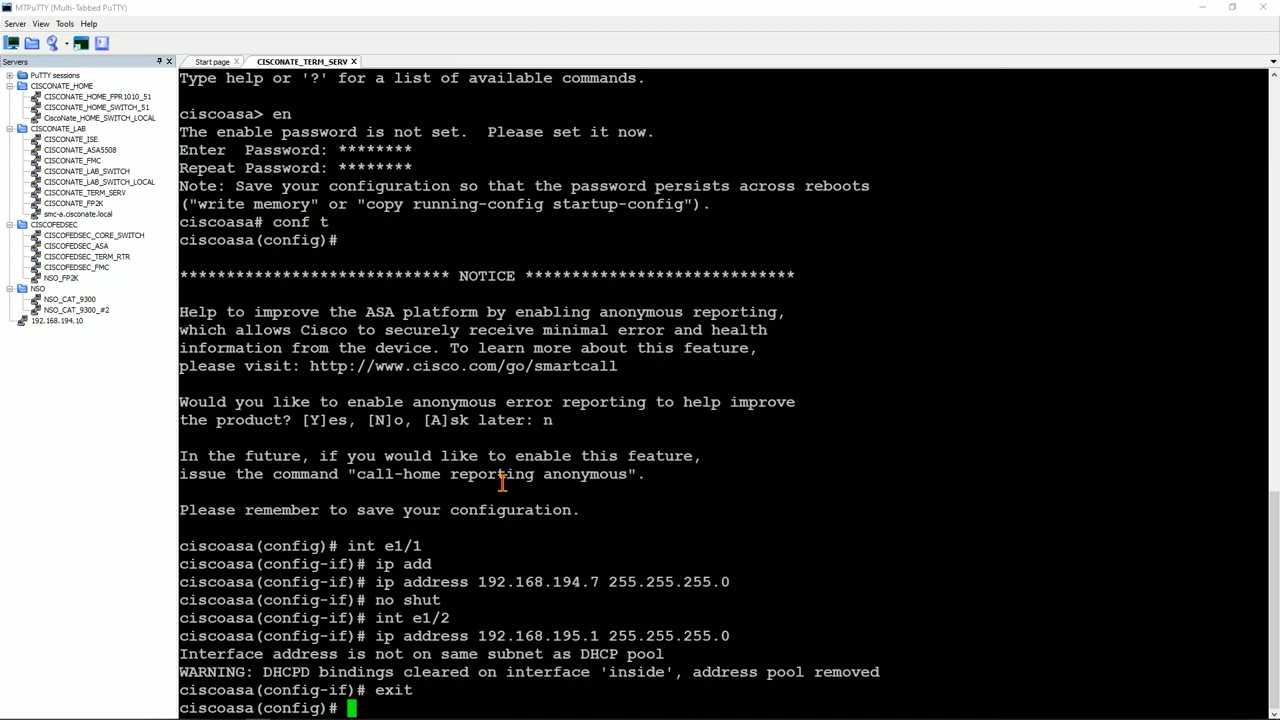 MTPuTTY (Multi-Tabbed PuTTY)
Server View Tools Help
Servers
PuTTY sessions
CISCONATE_HOME
CISCONATE_HOME_FPR1010_51
CISCONATE_HOME_SWITCH_51
CiscoNate_HOME_SWITCH_LOCAL
CISCONATE_LAB
CISCONATE_ISE
CISCONATE_ASA5508
CISCONATE_FMC
CISCONATE_LAB_SWITCH
CISCONATE_LAB_SWITCH_LOCAL
CISCONATE_TERM_SERV
CISCONATE_FP2K
smc-a.cisconate.local
CISCOFEDSEC
CISCOFEDSEC_CORE_SWITCH
CISCOFEDSEC_ASA
CISCOFEDSEC_TERM_RTR
CISCOFEDSEC_FMC
NSO_FP2K
NSO
NSO_CAT_9300
NSO_CAT_9300_#2
192.168.194.10
Start page CISCONATE_TERM_SERV
Type help or '?' for a list of available commands.
ciscoasa> en
The enable password is not set.  Please set it now.
Enter  Password: ********
Repeat Password: ********
Note: Save your configuration so that the password persists across reboots
("write memory" or "copy running-config startup-config").
ciscoasa# conf t
ciscoasa(config)#
***************************** NOTICE *****************************
Help to improve the ASA platform by enabling anonymous reporting,
which allows Cisco to securely receive minimal error and health
information from the device. To learn more about this feature,
please visit: http://www.cisco.com/go/smartcall
Would you like to enable anonymous error reporting to help improve
the product? [Y]es, [N]o, [A]sk later: n
In the future, if you would like to enable this feature,
issue the command "call-home reporting anonymous".
Please remember to save your configuration.
ciscoasa(config)# int e1/1
ciscoasa(config-if)# ip add
ciscoasa(config-if)# ip address 192.168.194.7 255.255.255.0
ciscoasa(config-if)# no shut
ciscoasa(config-if)# int e1/2
ciscoasa(config-if)# ip address 192.168.195.1 255.255.255.0
Interface address is not on same subnet as DHCP pool
WARNING: DHCPD bindings cleared on interface 'inside', address pool removed
ciscoasa(config-if)# exit
ciscoasa(config)#